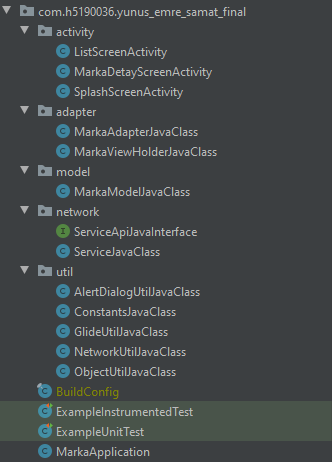 com.h5190036.yunus_emre_samat_final
activity
ListScreenActivity
MarkaDetayScreenActivity
SplashScreenActivity
adapter
MarkaAdapterJavaClass
MarkaViewHolderJavaClass
model
MarkaModelJavaClass
network
ServiceApiJavaInterface
ServiceJavaClass
util
AlertDialogUtilJavaClass
ConstantsJavaClass
GlideUtilJavaClass
NetworkUtilJavaClass
ObjectUtilJavaClass
BuildConfig
ExampleInstrumentedTest
ExampleUnitTest
MarkaApplication